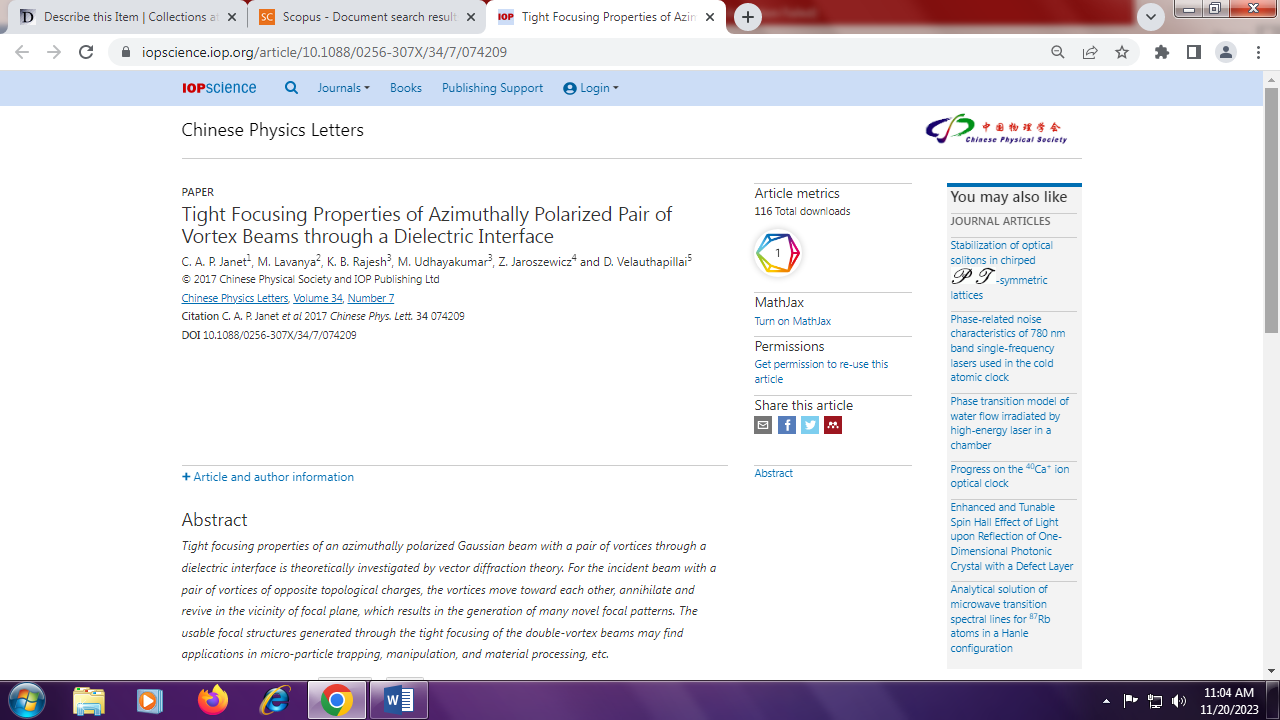 Describe this Item | Collections at
Scopus - Document search result
Tight Focusing Properties of Azim
iopscience.iop.org/article/10.1088/0256-307X/34/7/074209
IOPscience
Journals
Books
Publishing Support
Login
Chinese Physics Letters
中国物理学会
Chinese Physical Society
PAPER
Tight Focusing Properties of Azimuthally Polarized Pair of
Vortex Beams through a Dielectric Interface
C. A. P. Janet1, M. Lavanya2, K. B. Rajesh3, M. Udhayakumar3, Z. Jaroszewicz4 and D. Velauthapillai5
© 2017 Chinese Physical Society and IOP Publishing Ltd
Chinese Physics Letters, Volume 34, Number 7
Citation C. A. P. Janet et al 2017 Chinese Phys. Lett. 34 074209
DOI 10.1088/0256-307X/34/7/074209
+ Article and author information
Abstract
Tight focusing properties of an azimuthally polarized Gaussian beam with a pair of vortices through a
dielectric interface is theoretically investigated by vector diffraction theory. For the incident beam with a
pair of vortices of opposite topological charges, the vortices move toward each other, annihilate and
revive in the vicinity of focal plane, which results in the generation of many novel focal patterns. The
usable focal structures generated through the tight focusing of the double-vortex beams may find
applications in micro-particle trapping, manipulation, and material processing, etc.
Article metrics
116 Total downloads
1
MathJax
Turn on MathJax
Permissions
Get permission to re-use this
article
Share this article
Abstract
You may also like
JOURNAL ARTICLES
Stabilization of optical
solitons in chirped
𝒫𝒯-symmetric
lattices
Phase-related noise
characteristics of 780 nm
band single-frequency
lasers used in the cold
atomic clock
Phase transition model of
water flow irradiated by
high-energy laser in a
chamber
Progress on the 40Ca+ ion
optical clock
Enhanced and Tunable
Spin Hall Effect of Light
upon Reflection of One-
Dimensional Photonic
Crystal with a Defect Layer
Analytical solution of
microwave transition
spectral lines for 87Rb
atoms in a Hanle
configuration
11:04 AM
11/20/2023